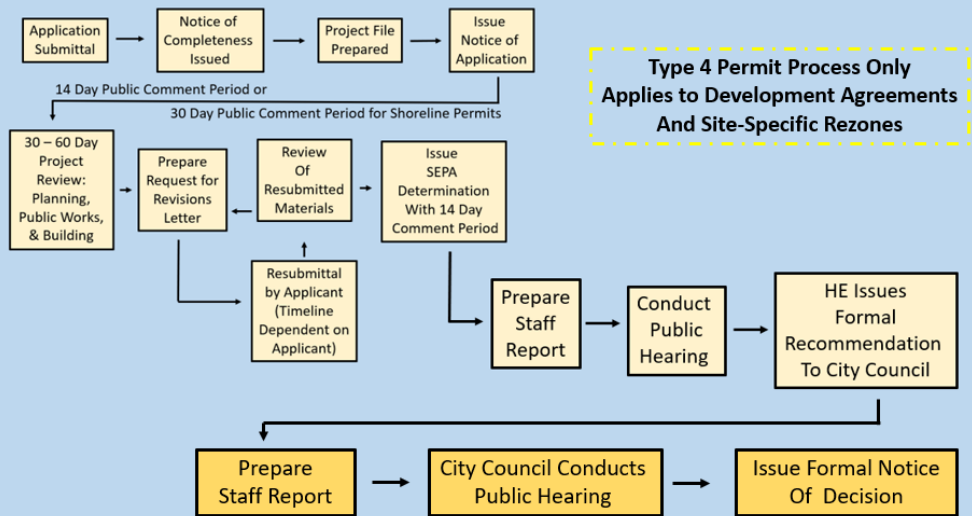 Application
Submittal
Notice of
Completeness
Issued
Project File
Prepared
Issue
Notice of
Application
Type 4 Permit Process Only
Applies to Development Agreements
And Site-Specific Rezones
14 Day Public Comment Period or
30 Day Public Comment Period for Shoreline Permits
30 – 60 Day
Project
Review:
Planning,
Public Works,
& Building
Prepare
Request for
Revisions
Letter
Review
Of
Resubmitted
Materials
Issue
SEPA
Determination
With 14 Day
Comment Period
Resubmittal
by Applicant
(Timeline
Dependent on
Applicant)
Prepare
Staff
Report
Conduct
Public
Hearing
HE Issues
Formal
Recommendation
To City Council
Prepare
Staff Report
City Council Conducts
Public Hearing
Issue Formal Notice
Of Decision